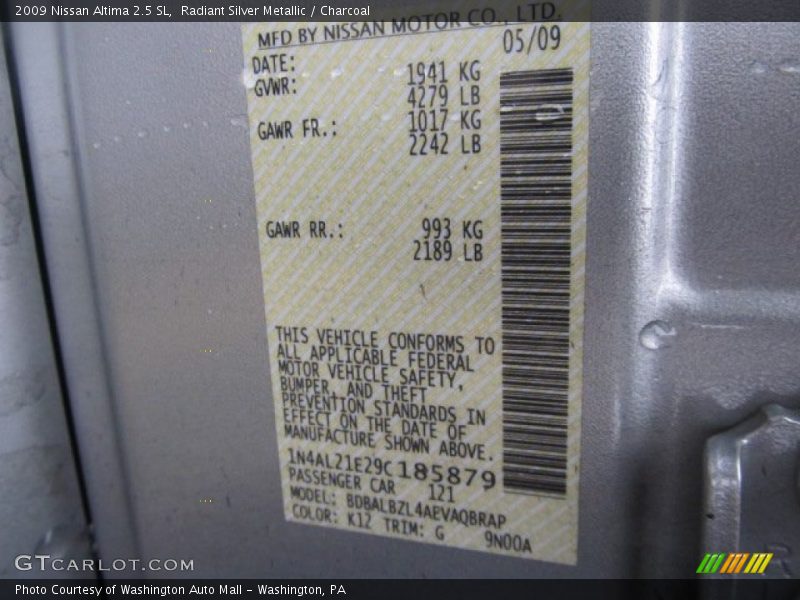 2009 Nissan Altima 2.5 SL, Radiant Silver Metallic / Charcoal
MFD BY NISSAN MOTOR CO., LTD.
DATE: 05/09
GVWR: 1941 KG
4279 LB
GAWR FR.: 1017 KG
2242 LB
GAWR RR.: 993 KG
2189 LB
THIS VEHICLE CONFORMS TO
ALL APPLICABLE FEDERAL
MOTOR VEHICLE SAFETY,
BUMPER, AND THEFT
PREVENTION STANDARDS IN
EFFECT ON THE DATE OF
MANUFACTURE SHOWN ABOVE.
1N4AL21E29C185879
PASSENGER CAR 121
MODEL: BDBALBZL4AEVAQBRAP
COLOR: K12 TRIM: G 9N00A
GTCARLOT.COM
Photo Courtesy of Washington Auto Mall - Washington, PA